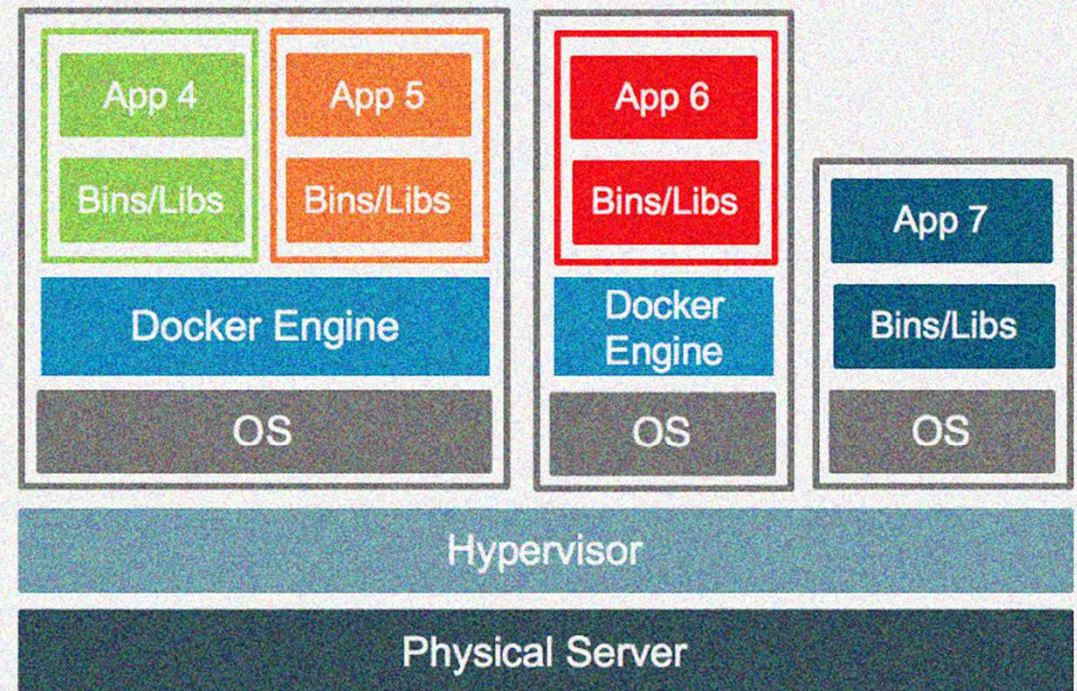 App 4
App 5
App 6
Bins/Libs
Bins/Libs
Bins/Libs
App 7
Docker Engine
Docker
Engine
Bins/Libs
OS
OS
OS
Hypervisor
Physical Server